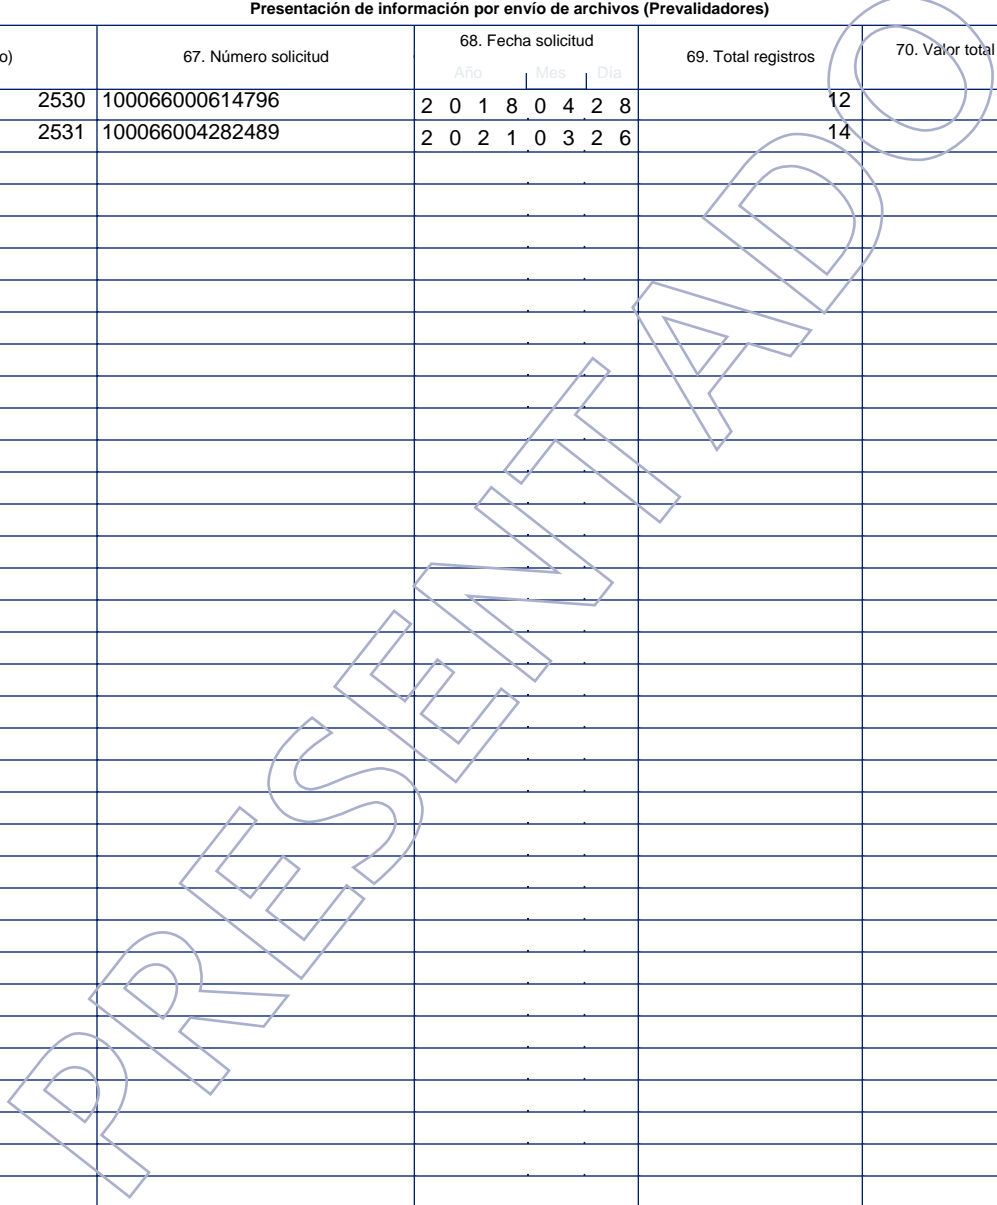 Presentación de información por envío de archivos (Prevalidadores)
o) 67. Número solicitud 68. Fecha solicitud 69. Total registros 70. Valor total
Año Mes Día
2530 100066000614796 2 0 1 8 0 4 2 8 12
2531 100066004282489 2 0 2 1 0 3 2 6 14
PRESENTADO